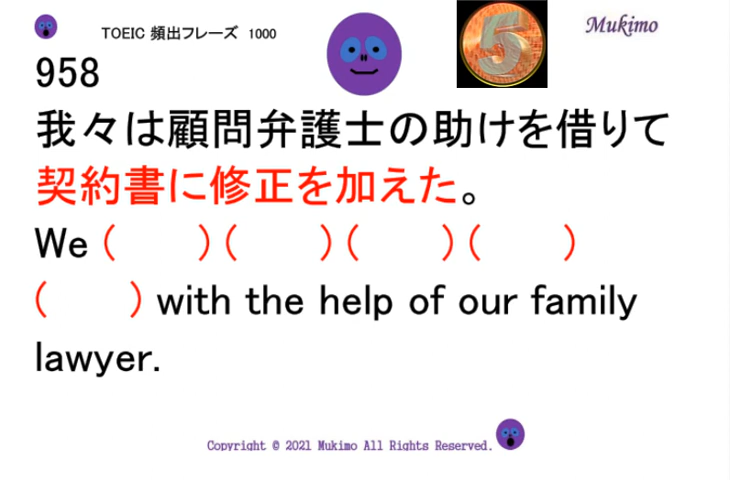 TOEIC 頻出フレーズ 1000
5
Mukimo
958
我々は顧問弁護士の助けを借りて
契約書に修正を加えた。
We (　　) (　　) (　　) (　　)
(　　) with the help of our family
lawyer.
Copyright © 2021 Mukimo All Rights Reserved.